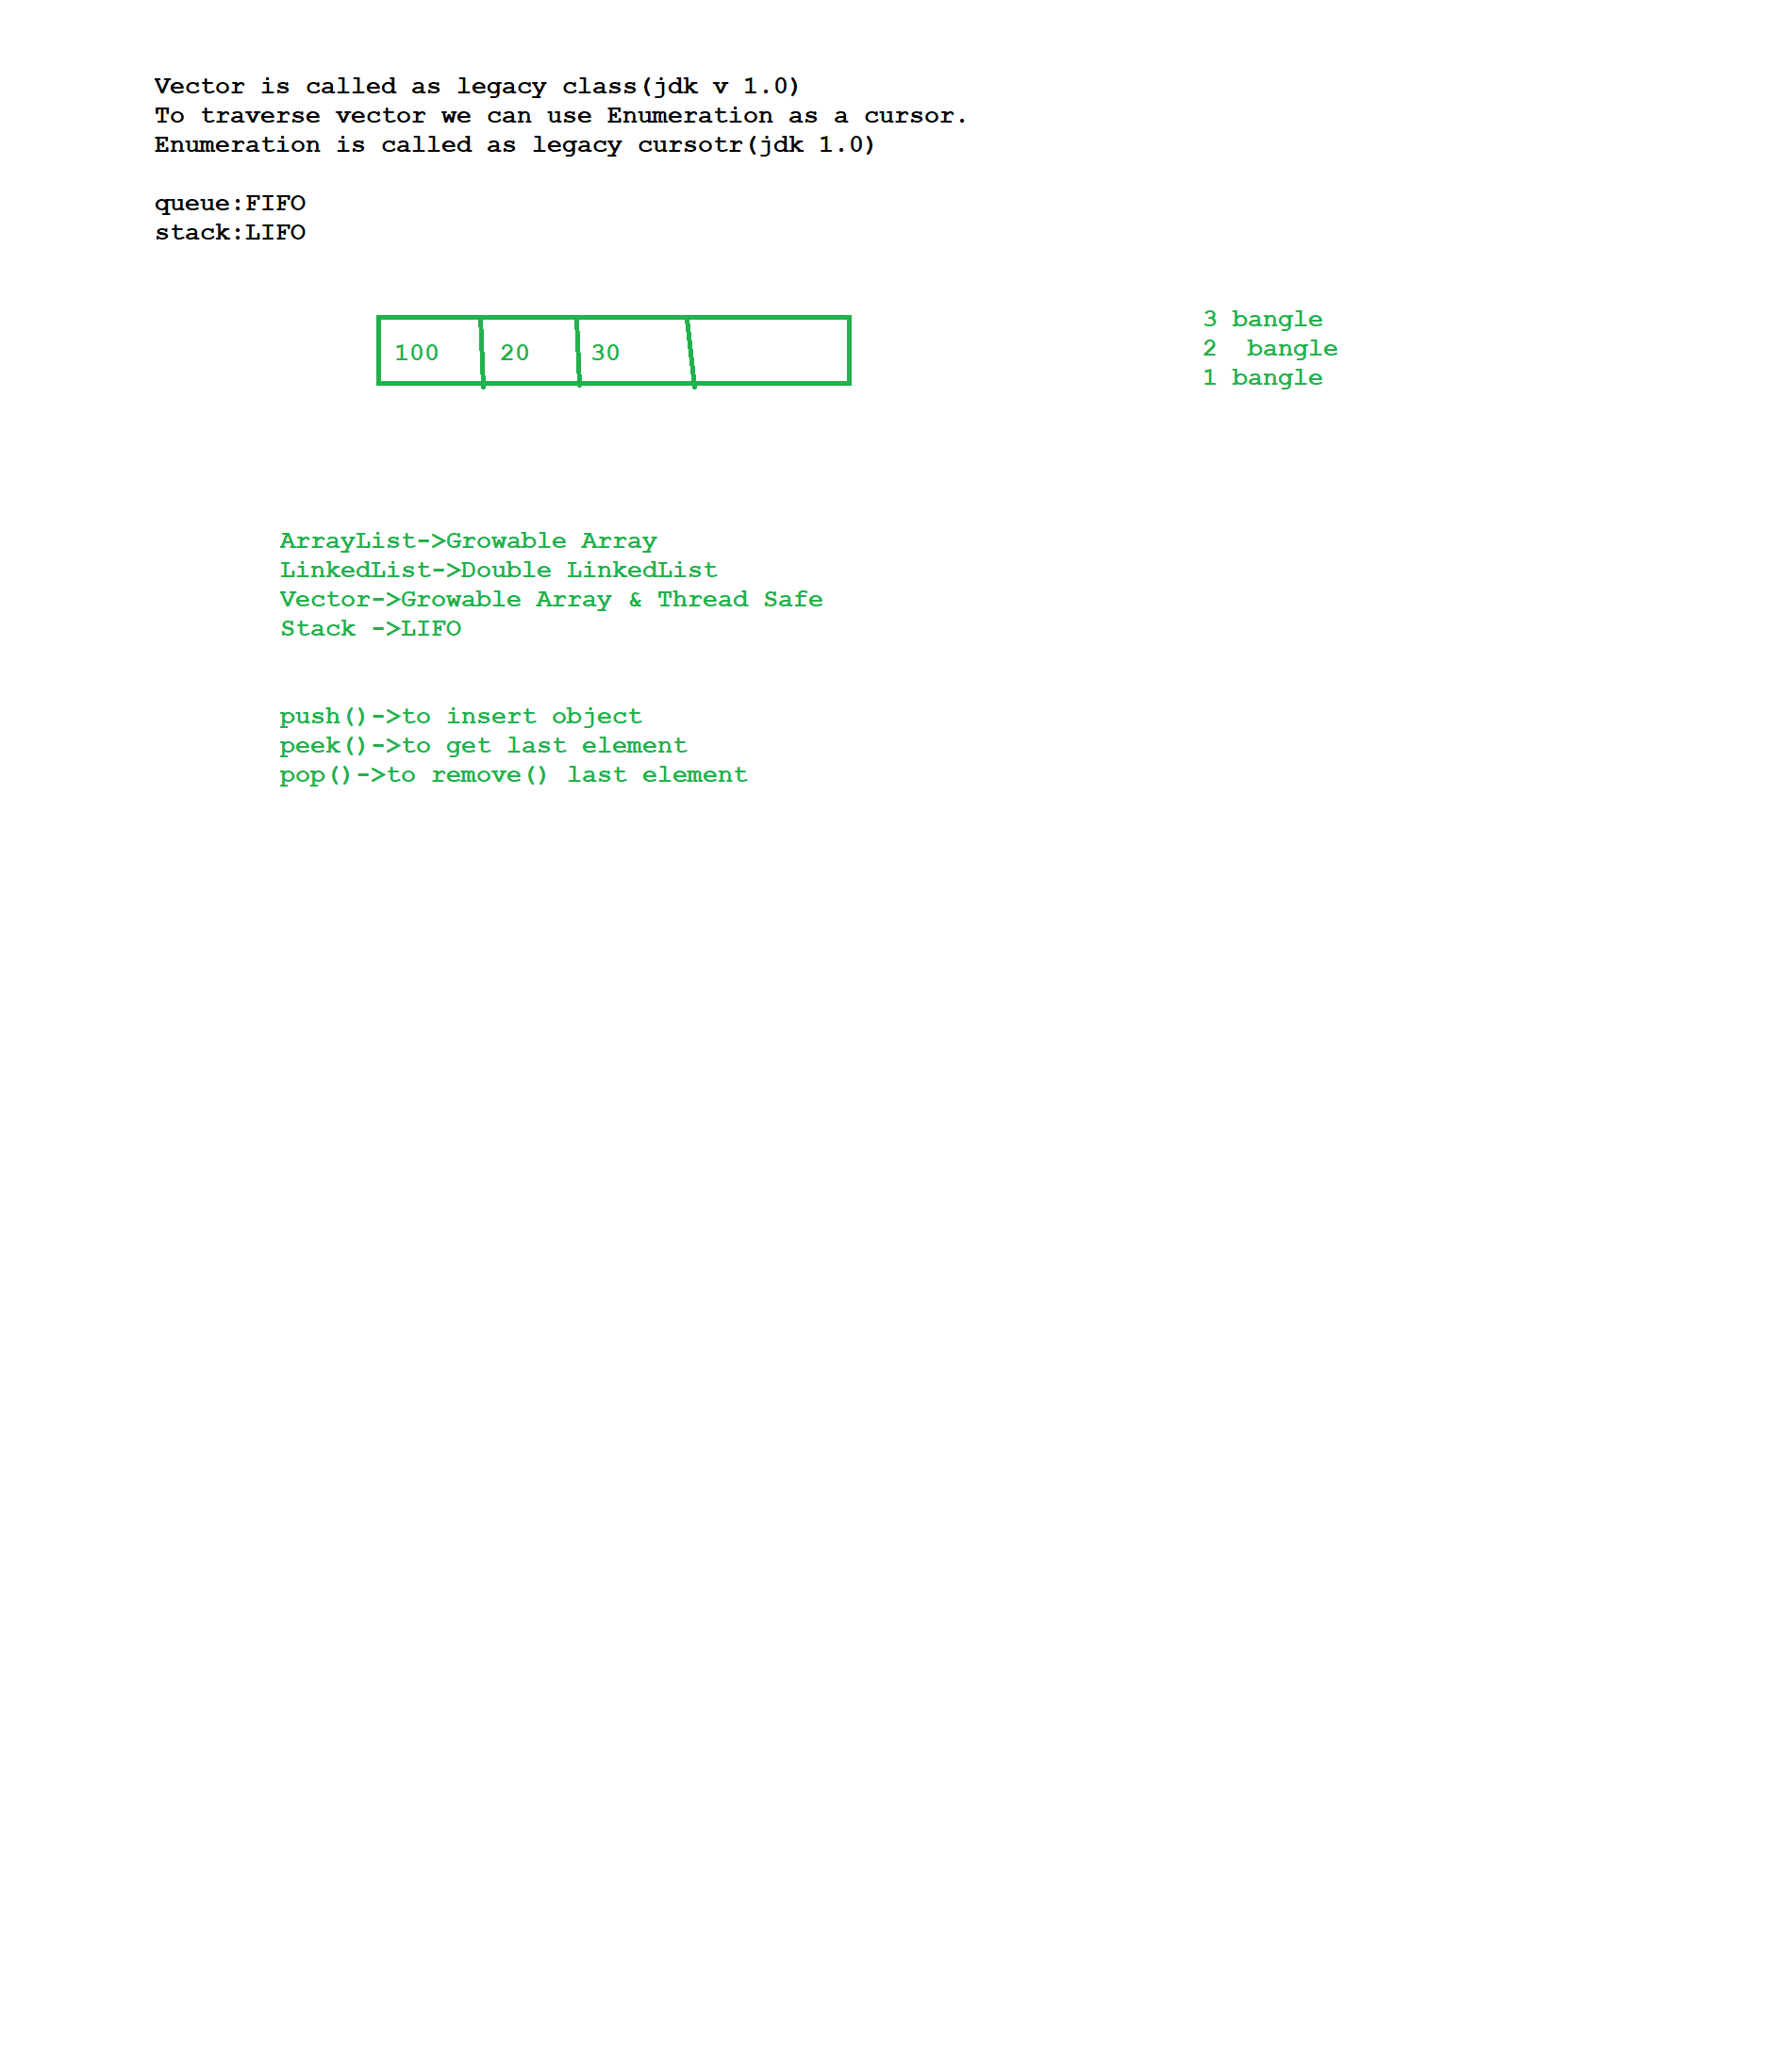 Vector is called as legacy class(jdk v 1.0)
To traverse vector we can use Enumeration as a cursor.
Enumeration is called as legacy cursotr(jdk 1.0)
queue:FIFO
stack:LIFO
100 20 30
3 bangle
2  bangle
1 bangle
ArrayList->Growable Array
LinkedList->Double LinkedList
Vector->Growable Array & Thread Safe
Stack ->LIFO
push()->to insert object
peek()->to get last element
pop()->to remove() last element